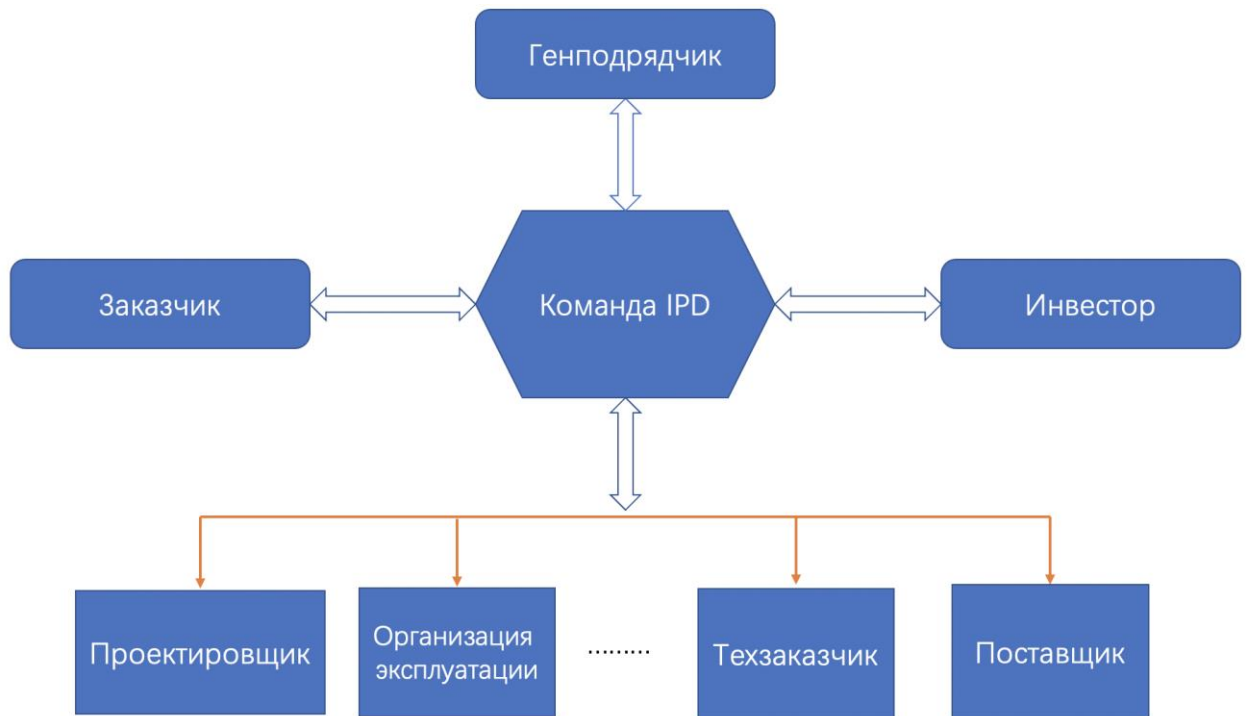 Генподрядчик
Заказчик
Команда IPD
Инвестор
Проектировщик
Организация
эксплуатации
.........
Техзаказчик
Поставщик